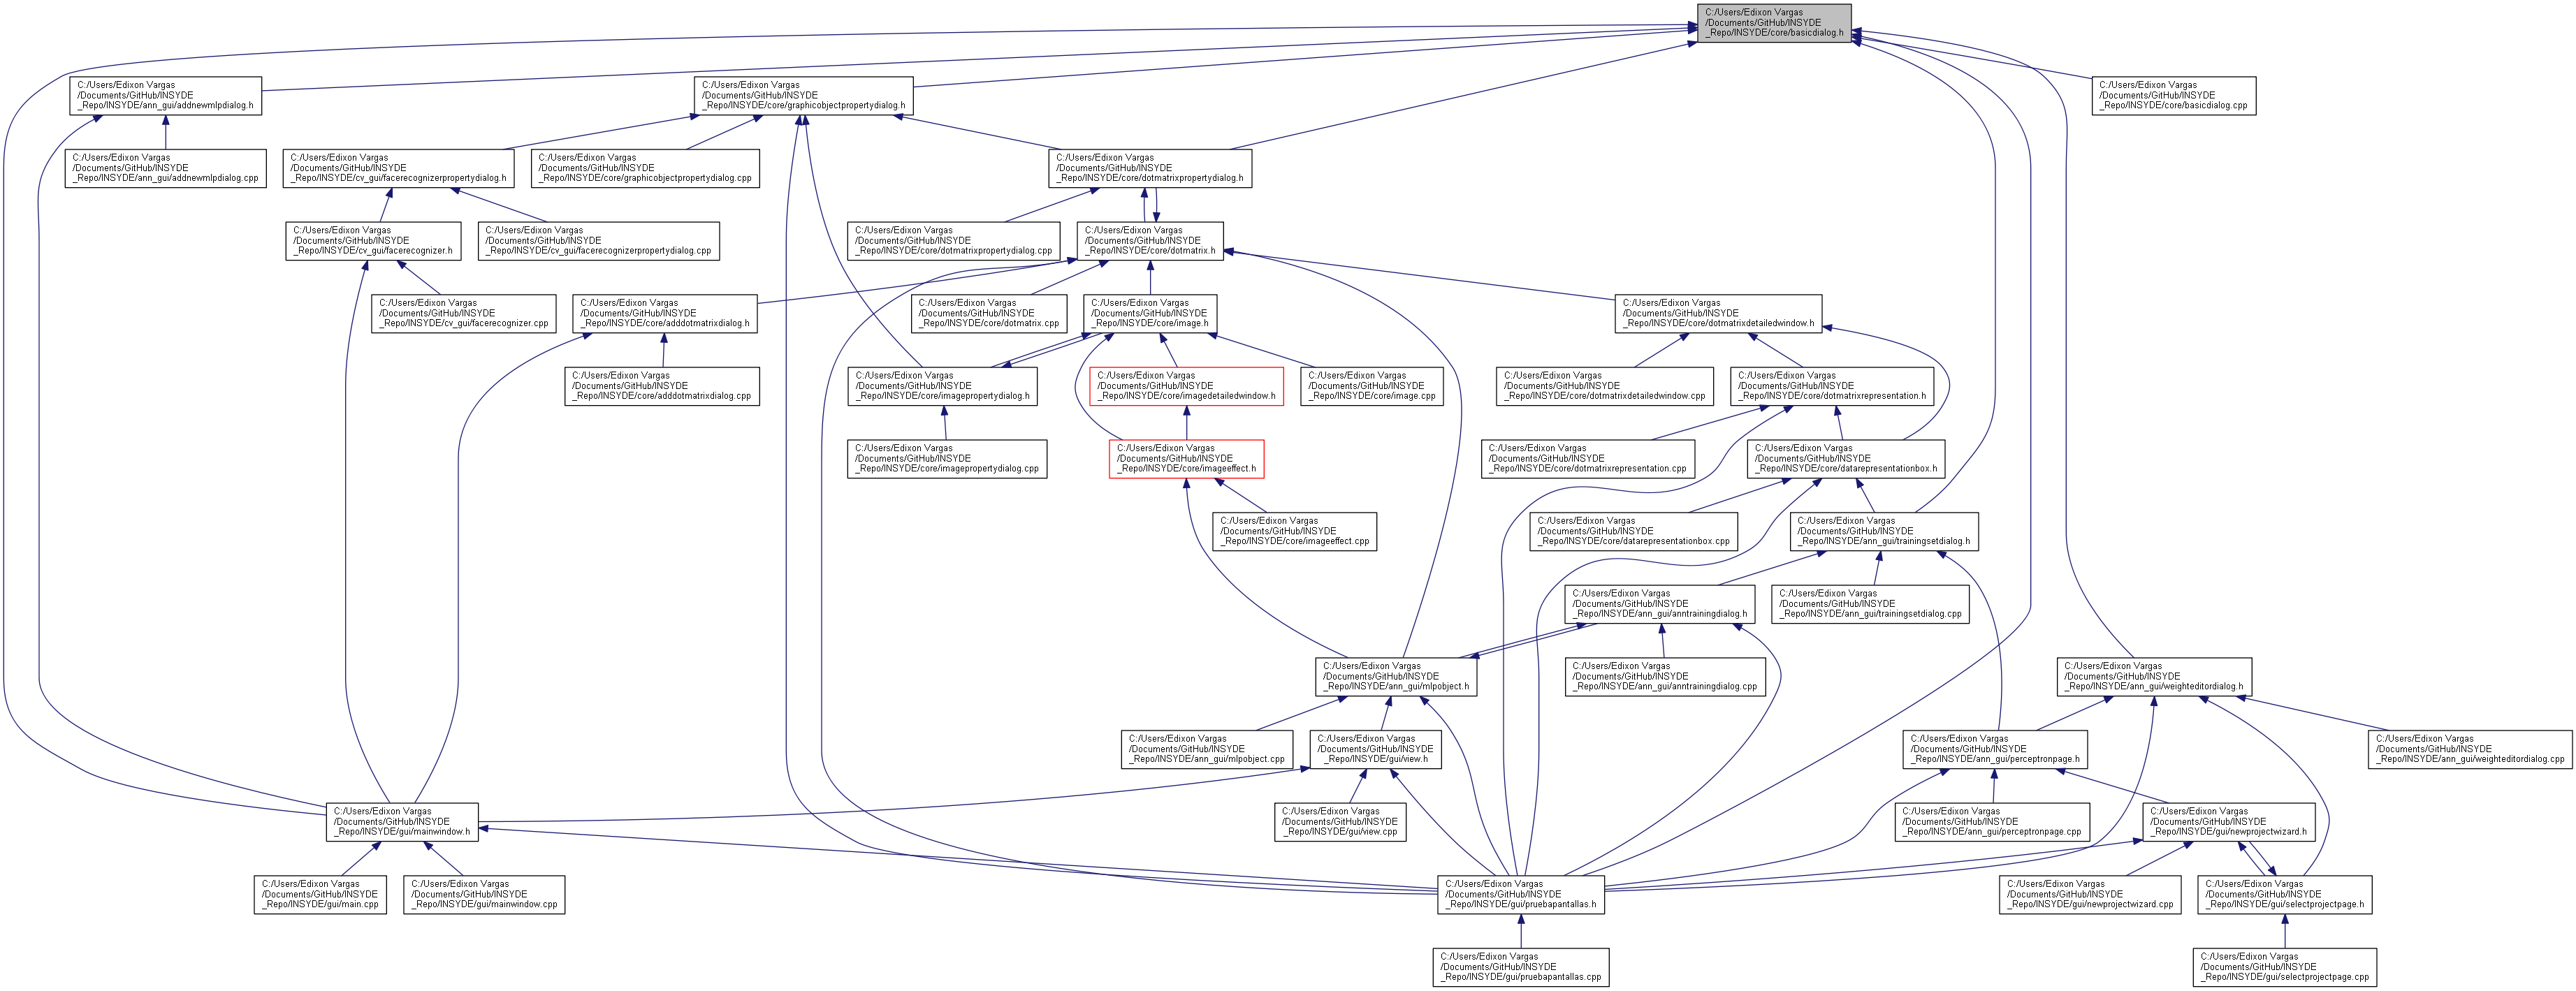 C:/Users/Edixon Vargas
/Documents/GitHub/INSYDE
_Repo/INSYDE/core/basicdialog.h
C:/Users/Edixon Vargas
/Documents/GitHub/INSYDE
_Repo/INSYDE/ann_gui/addnewmlpdialog.h
C:/Users/Edixon Vargas
/Documents/GitHub/INSYDE
_Repo/INSYDE/core/graphicobjectpropertydialog.h
C:/Users/Edixon Vargas
/Documents/GitHub/INSYDE
_Repo/INSYDE/core/basicdialog.cpp
C:/Users/Edixon Vargas
/Documents/GitHub/INSYDE
_Repo/INSYDE/ann_gui/addnewmlpdialog.cpp
C:/Users/Edixon Vargas
/Documents/GitHub/INSYDE
_Repo/INSYDE/cv_gui/facerecognizerpropertydialog.h
C:/Users/Edixon Vargas
/Documents/GitHub/INSYDE
_Repo/INSYDE/core/graphicobjectpropertydialog.cpp
C:/Users/Edixon Vargas
/Documents/GitHub/INSYDE
_Repo/INSYDE/core/dotmatrixpropertydialog.h
C:/Users/Edixon Vargas
/Documents/GitHub/INSYDE
_Repo/INSYDE/cv_gui/facerecognizer.h
C:/Users/Edixon Vargas
/Documents/GitHub/INSYDE
_Repo/INSYDE/cv_gui/facerecognizerpropertydialog.cpp
C:/Users/Edixon Vargas
/Documents/GitHub/INSYDE
_Repo/INSYDE/core/dotmatrixpropertydialog.cpp
C:/Users/Edixon Vargas
/Documents/GitHub/INSYDE
_Repo/INSYDE/core/dotmatrix.h
C:/Users/Edixon Vargas
/Documents/GitHub/INSYDE
_Repo/INSYDE/cv_gui/facerecognizer.cpp
C:/Users/Edixon Vargas
/Documents/GitHub/INSYDE
_Repo/INSYDE/core/adddotmatrixdialog.h
C:/Users/Edixon Vargas
/Documents/GitHub/INSYDE
_Repo/INSYDE/core/dotmatrix.cpp
C:/Users/Edixon Vargas
/Documents/GitHub/INSYDE
_Repo/INSYDE/core/image.h
C:/Users/Edixon Vargas
/Documents/GitHub/INSYDE
_Repo/INSYDE/core/dotmatrixdetailedwindow.h
C:/Users/Edixon Vargas
/Documents/GitHub/INSYDE
_Repo/INSYDE/core/adddotmatrixdialog.cpp
C:/Users/Edixon Vargas
/Documents/GitHub/INSYDE
_Repo/INSYDE/core/imagepropertydialog.h
C:/Users/Edixon Vargas
/Documents/GitHub/INSYDE
_Repo/INSYDE/core/imagedetailedwindow.h
C:/Users/Edixon Vargas
/Documents/GitHub/INSYDE
_Repo/INSYDE/core/image.cpp
C:/Users/Edixon Vargas
/Documents/GitHub/INSYDE
_Repo/INSYDE/core/dotmatrixdetailedwindow.cpp
C:/Users/Edixon Vargas
/Documents/GitHub/INSYDE
_Repo/INSYDE/core/dotmatrixrepresentation.h
C:/Users/Edixon Vargas
/Documents/GitHub/INSYDE
_Repo/INSYDE/core/imagepropertydialog.cpp
C:/Users/Edixon Vargas
/Documents/GitHub/INSYDE
_Repo/INSYDE/core/imageeffect.h
C:/Users/Edixon Vargas
/Documents/GitHub/INSYDE
_Repo/INSYDE/core/dotmatrixrepresentation.cpp
C:/Users/Edixon Vargas
/Documents/GitHub/INSYDE
_Repo/INSYDE/core/datarepresentationbox.h
C:/Users/Edixon Vargas
/Documents/GitHub/INSYDE
_Repo/INSYDE/core/imageeffect.cpp
C:/Users/Edixon Vargas
/Documents/GitHub/INSYDE
_Repo/INSYDE/core/datarepresentationbox.cpp
C:/Users/Edixon Vargas
/Documents/GitHub/INSYDE
_Repo/INSYDE/ann_gui/trainingsetdialog.h
C:/Users/Edixon Vargas
/Documents/GitHub/INSYDE
_Repo/INSYDE/ann_gui/anntrainingdialog.h
C:/Users/Edixon Vargas
/Documents/GitHub/INSYDE
_Repo/INSYDE/ann_gui/trainingsetdialog.cpp
C:/Users/Edixon Vargas
/Documents/GitHub/INSYDE
_Repo/INSYDE/ann_gui/mlpobject.h
C:/Users/Edixon Vargas
/Documents/GitHub/INSYDE
_Repo/INSYDE/ann_gui/anntrainingdialog.cpp
C:/Users/Edixon Vargas
/Documents/GitHub/INSYDE
_Repo/INSYDE/ann_gui/weighteditordialog.h
C:/Users/Edixon Vargas
/Documents/GitHub/INSYDE
_Repo/INSYDE/ann_gui/mlpobject.cpp
C:/Users/Edixon Vargas
/Documents/GitHub/INSYDE
_Repo/INSYDE/gui/view.h
C:/Users/Edixon Vargas
/Documents/GitHub/INSYDE
_Repo/INSYDE/ann_gui/perceptronpage.h
C:/Users/Edixon Vargas
/Documents/GitHub/INSYDE
_Repo/INSYDE/ann_gui/weighteditordialog.cpp
C:/Users/Edixon Vargas
/Documents/GitHub/INSYDE
_Repo/INSYDE/gui/mainwindow.h
C:/Users/Edixon Vargas
/Documents/GitHub/INSYDE
_Repo/INSYDE/gui/view.cpp
C:/Users/Edixon Vargas
/Documents/GitHub/INSYDE
_Repo/INSYDE/ann_gui/perceptronpage.cpp
C:/Users/Edixon Vargas
/Documents/GitHub/INSYDE
_Repo/INSYDE/gui/newprojectwizard.h
C:/Users/Edixon Vargas
/Documents/GitHub/INSYDE
_Repo/INSYDE/gui/main.cpp
C:/Users/Edixon Vargas
/Documents/GitHub/INSYDE
_Repo/INSYDE/gui/mainwindow.cpp
C:/Users/Edixon Vargas
/Documents/GitHub/INSYDE
_Repo/INSYDE/gui/pruebapantallas.h
C:/Users/Edixon Vargas
/Documents/GitHub/INSYDE
_Repo/INSYDE/gui/newprojectwizard.cpp
C:/Users/Edixon Vargas
/Documents/GitHub/INSYDE
_Repo/INSYDE/gui/selectprojectpage.h
C:/Users/Edixon Vargas
/Documents/GitHub/INSYDE
_Repo/INSYDE/gui/pruebapantallas.cpp
C:/Users/Edixon Vargas
/Documents/GitHub/INSYDE
_Repo/INSYDE/gui/selectprojectpage.cpp